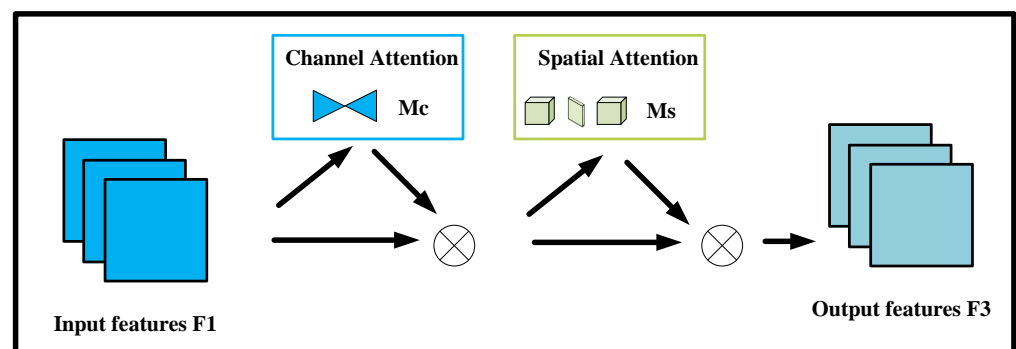 Channel Attention
Mc
Spatial Attention
Ms
Input features F1
Output features F3